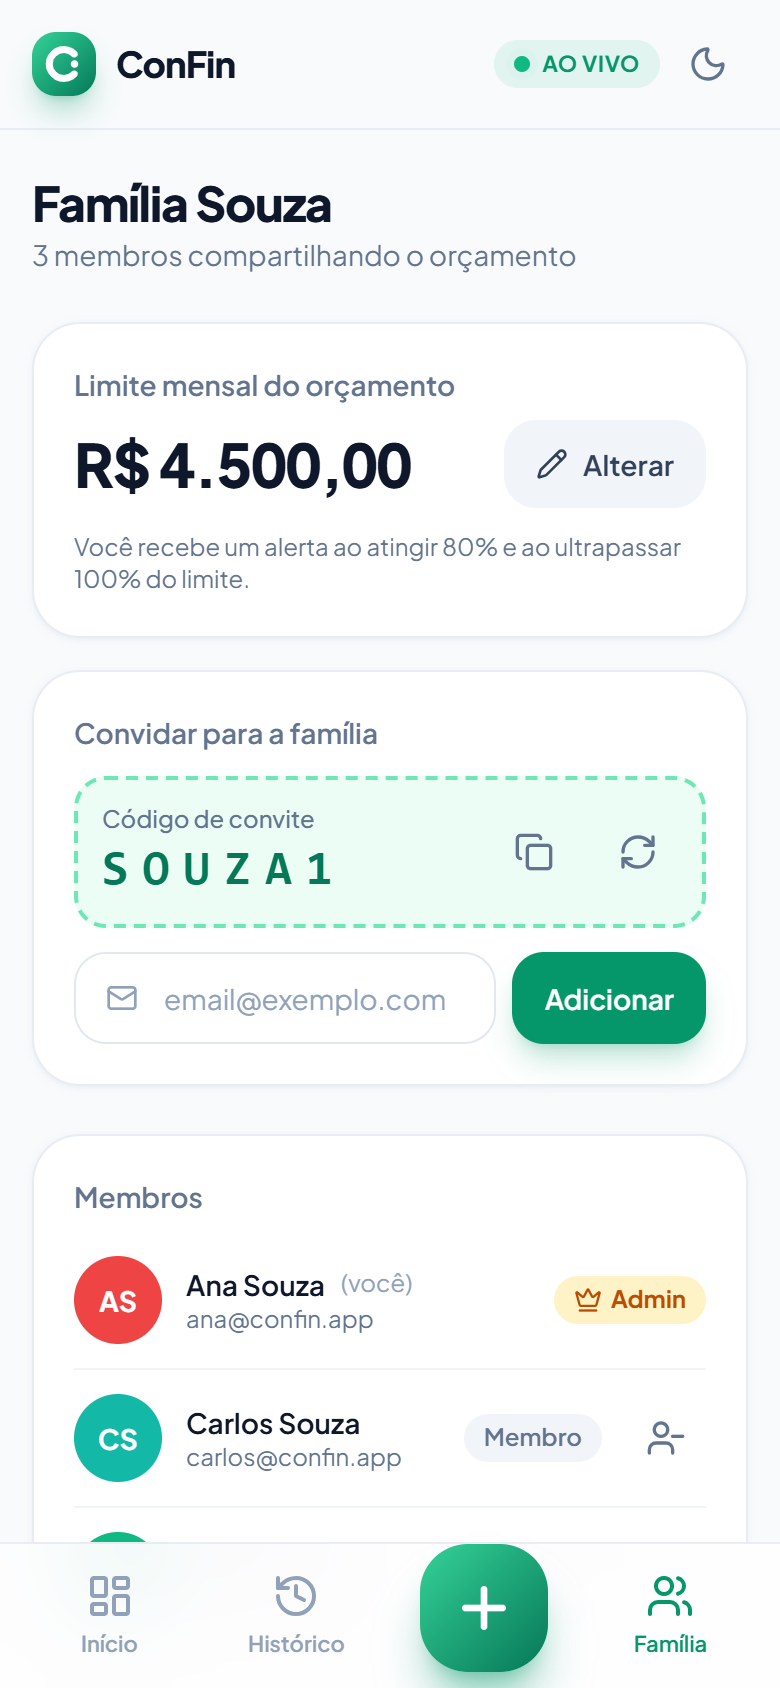 ConFin
AO VIVO
Família Souza
3 membros compartilhando o orçamento
Limite mensal do orçamento
R$ 4.500,00
Alterar
Você recebe um alerta ao atingir 80% e ao ultrapassar
100% do limite.
Convidar para a família
Código de convite
SOUZA1
email@exemplo.com
Adicionar
Membros
AS
Ana Souza (você)
ana@confin.app
Admin
CS
Carlos Souza
carlos@confin.app
Membro
Início
Histórico
Família